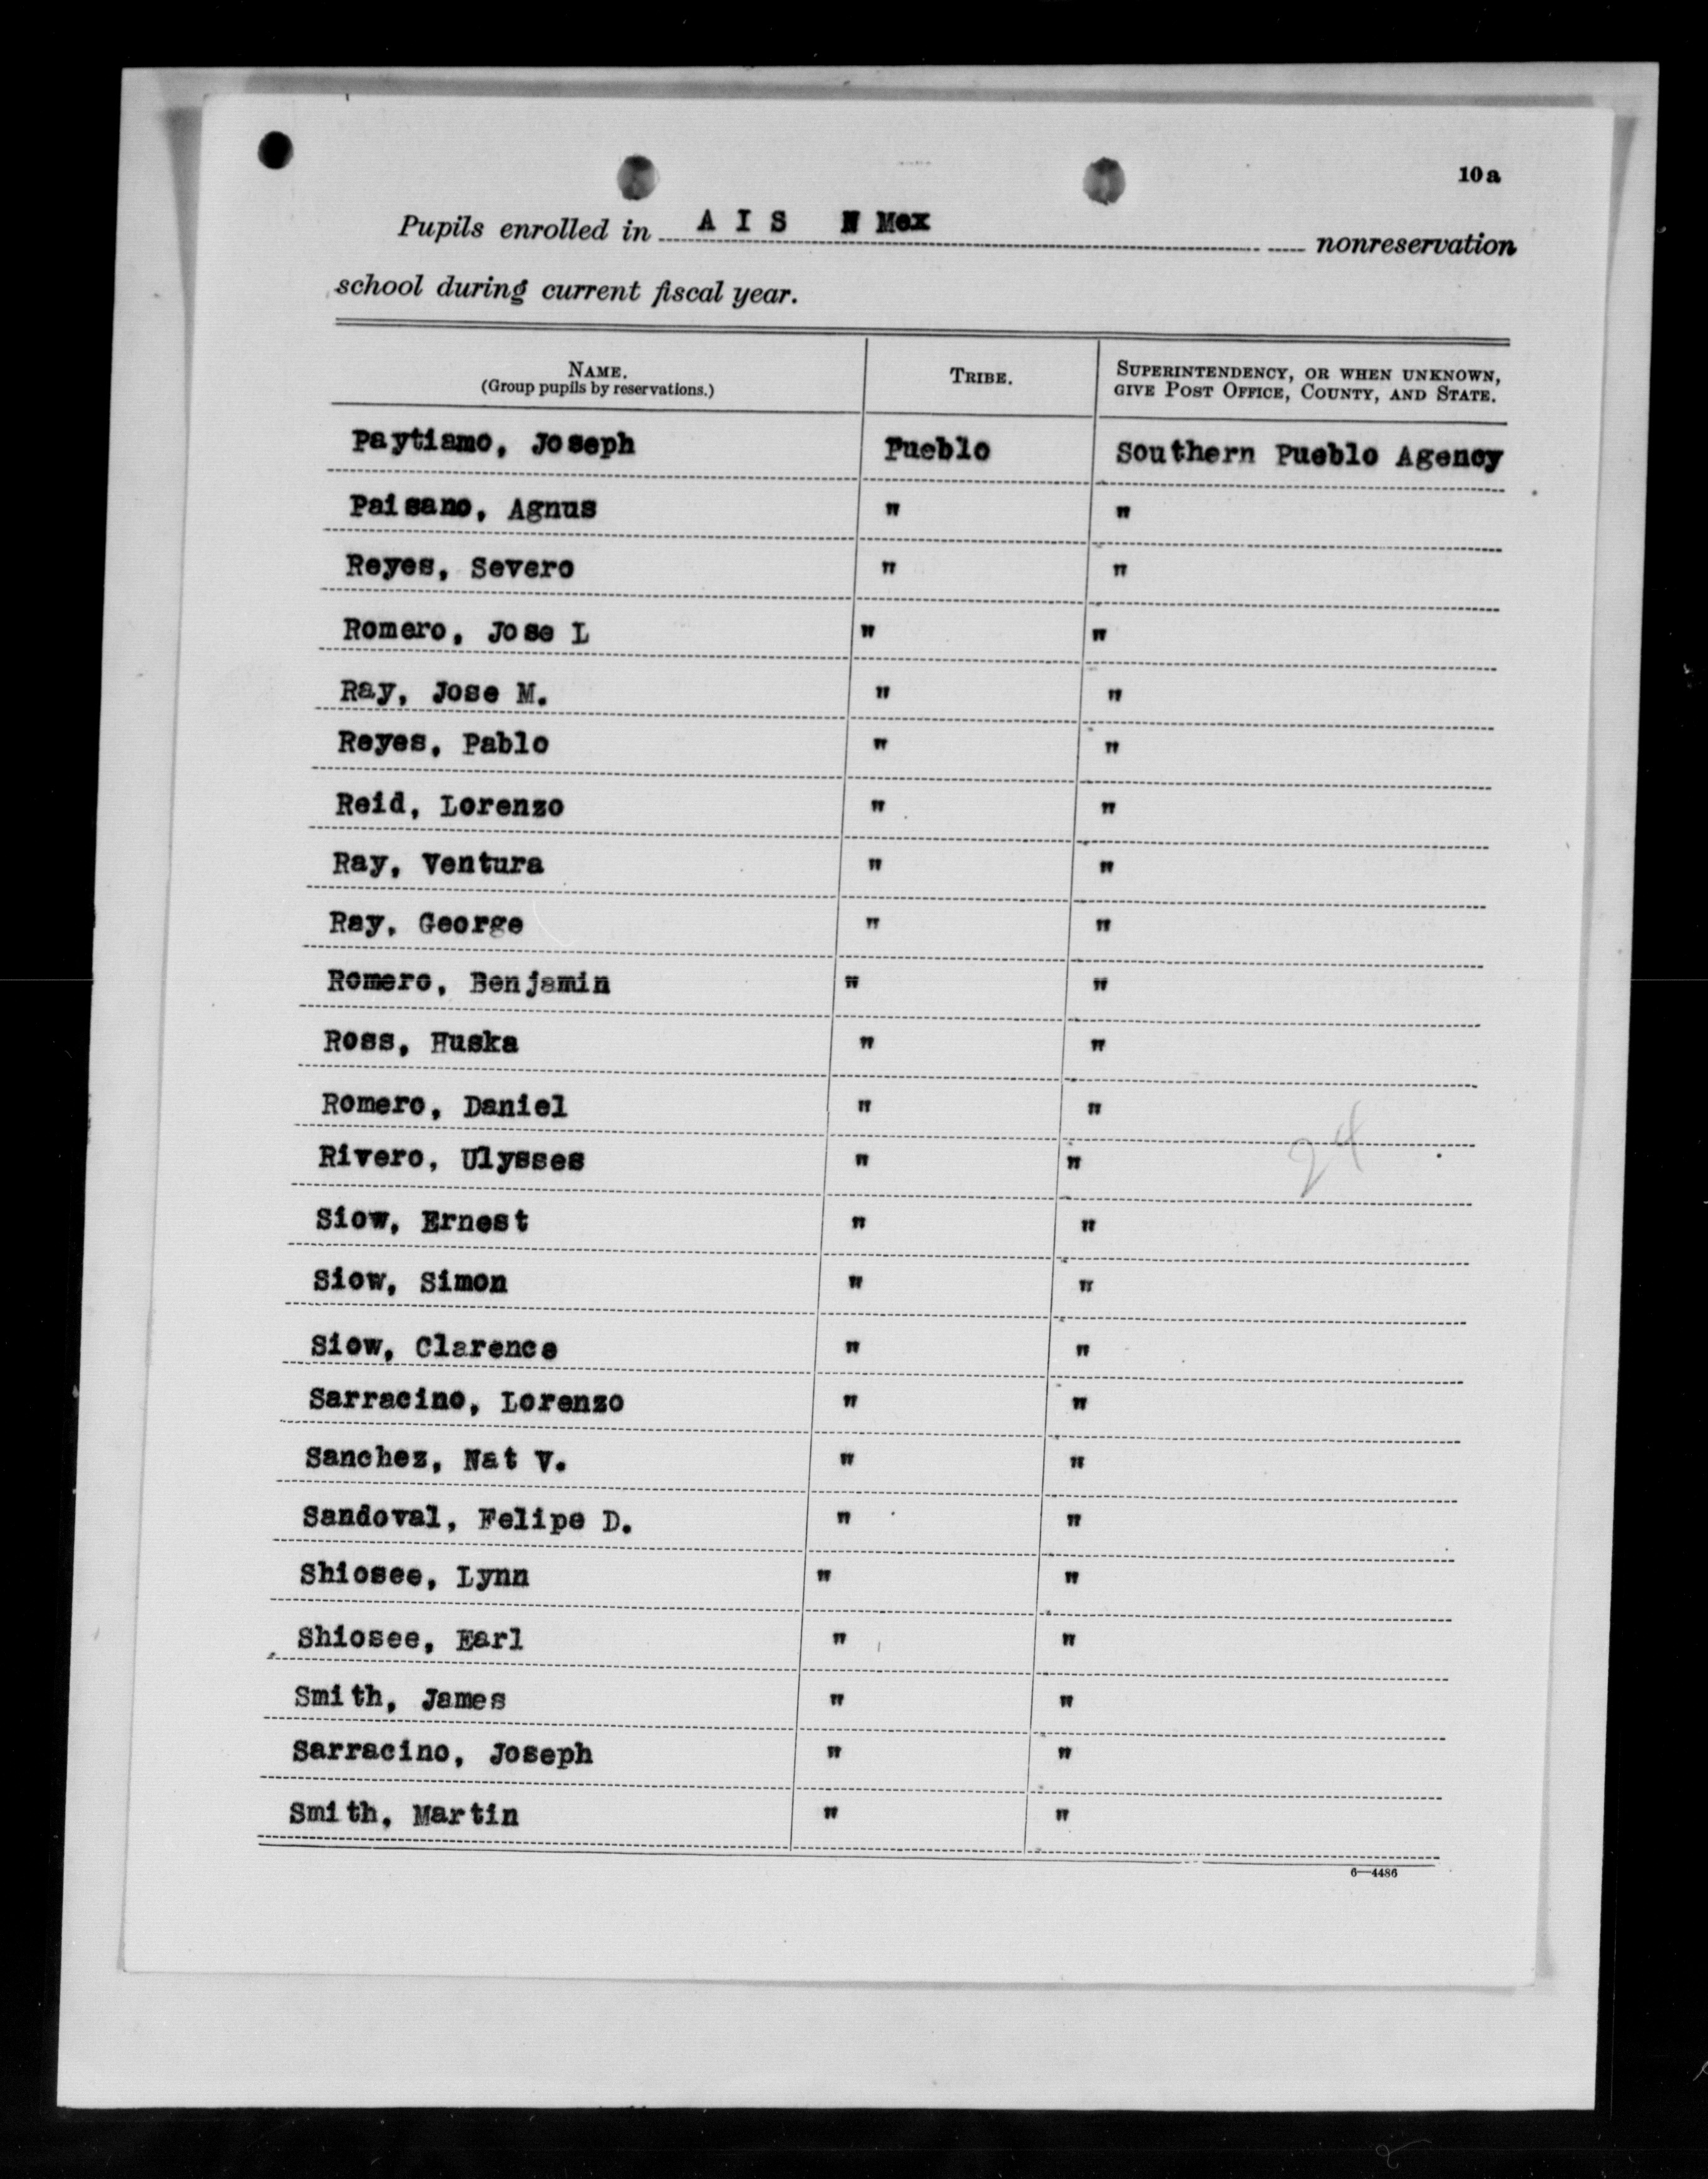 10a
Pupils enrolled in A I S N Mex nonreservation
school during current fiscal year.
NAME. TRIBE. SUPERINTENDENCY, OR WHEN UNKNOWN,
(Group pupils by reservations.) GIVE POST OFFICE, COUNTY, AND STATE.
Paytiamo, Joseph Pueblo Southern Pueblo Agency
Paisano, Agnus " "
Reyes, Severo " "
Romero, Jose L " "
Ray, Jose M. " "
Reyes, Pablo " "
Reid, Lorenzo " "
Ray, Ventura " "
Ray, George " "
Romero, Benjamin " "
Ross, Huska " "
Romero, Daniel " "
24
Rivero, Ulysses " "
Siow, Ernest " "
Siow, Simon " "
Siow, Clarence " "
Sarracino, Lorenzo " "
Sanchez, Nat V. " "
Sandoval, Felipe D. " "
Shiosee, Lynn " "
Shiosee, Earl " "
Smith, James " "
Sarracino, Joseph " "
Smith, Martin " "
6—4486